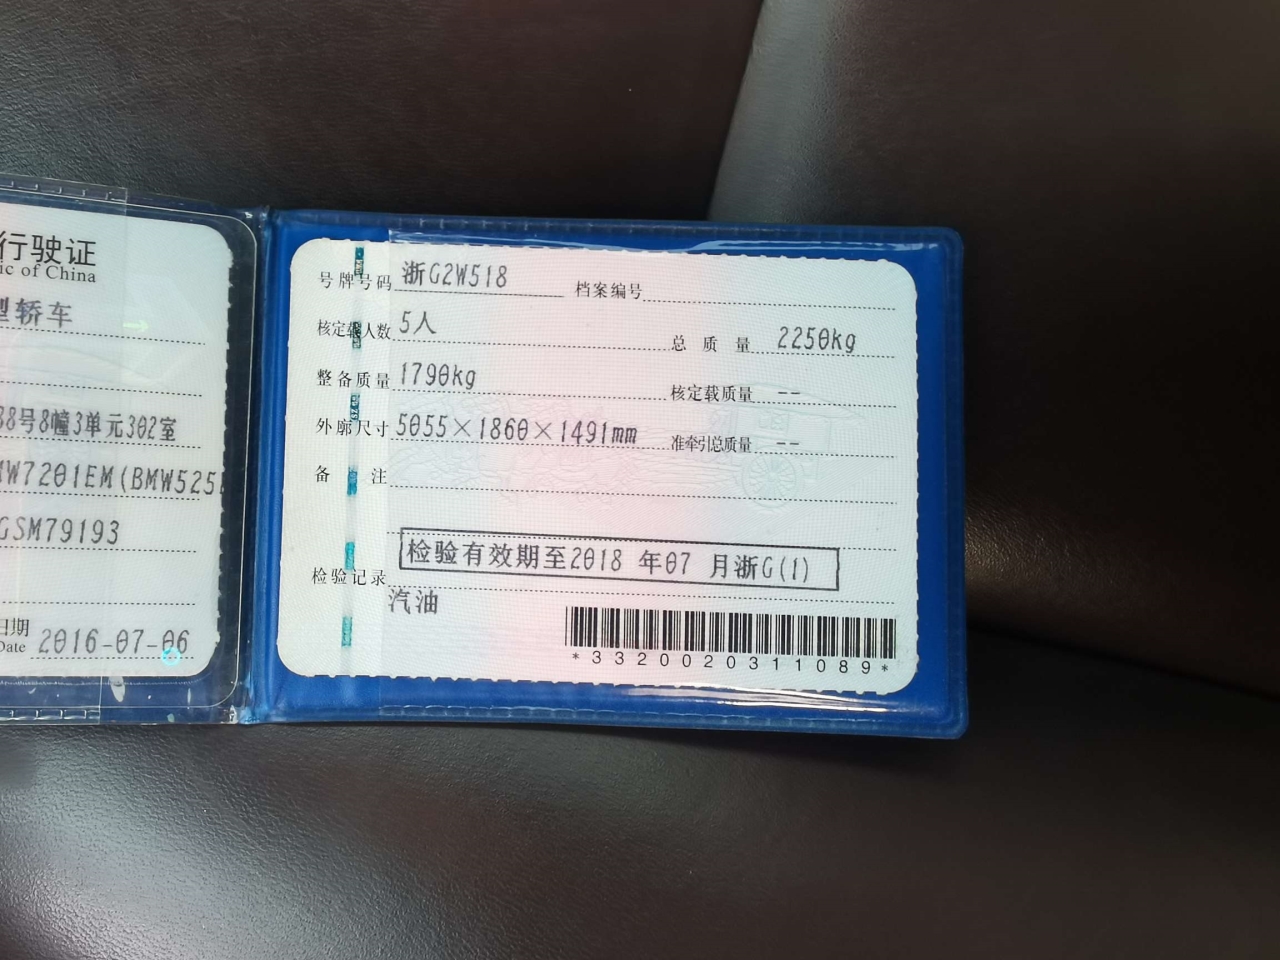 行驶证
ic of China
型轿车
88号8幢3单元302室
MW7201EM(BMW525
GSM79193
日期
Date 2016-07-06
号牌号码 浙G2W518 档案编号
核定载人数 5人 总质量 2250kg
整备质量 1790kg 核定载质量 --
外廓尺寸 5055×1860×1491mm 准牵引总质量 --
备注
检验有效期至2018 年07 月浙G(1)
检验记录
汽油
*3320020311089*